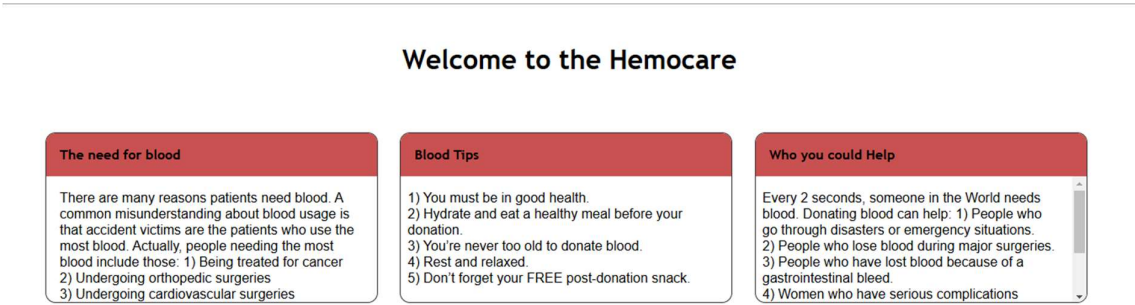 Welcome to the Hemocare
The need for blood
There are many reasons patients need blood. A
common misunderstanding about blood usage is
that accident victims are the patients who use the
most blood. Actually, people needing the most
blood include those: 1) Being treated for cancer
2) Undergoing orthopedic surgeries
3) Undergoing cardiovascular surgeries
Blood Tips
1) You must be in good health.
2) Hydrate and eat a healthy meal before your
donation.
3) You’re never too old to donate blood.
4) Rest and relaxed.
5) Don’t forget your FREE post-donation snack.
Who you could Help
Every 2 seconds, someone in the World needs
blood. Donating blood can help: 1) People who
go through disasters or emergency situations.
2) People who lose blood during major surgeries.
3) People who have lost blood because of a
gastrointestinal bleed.
4) Women who have serious complications